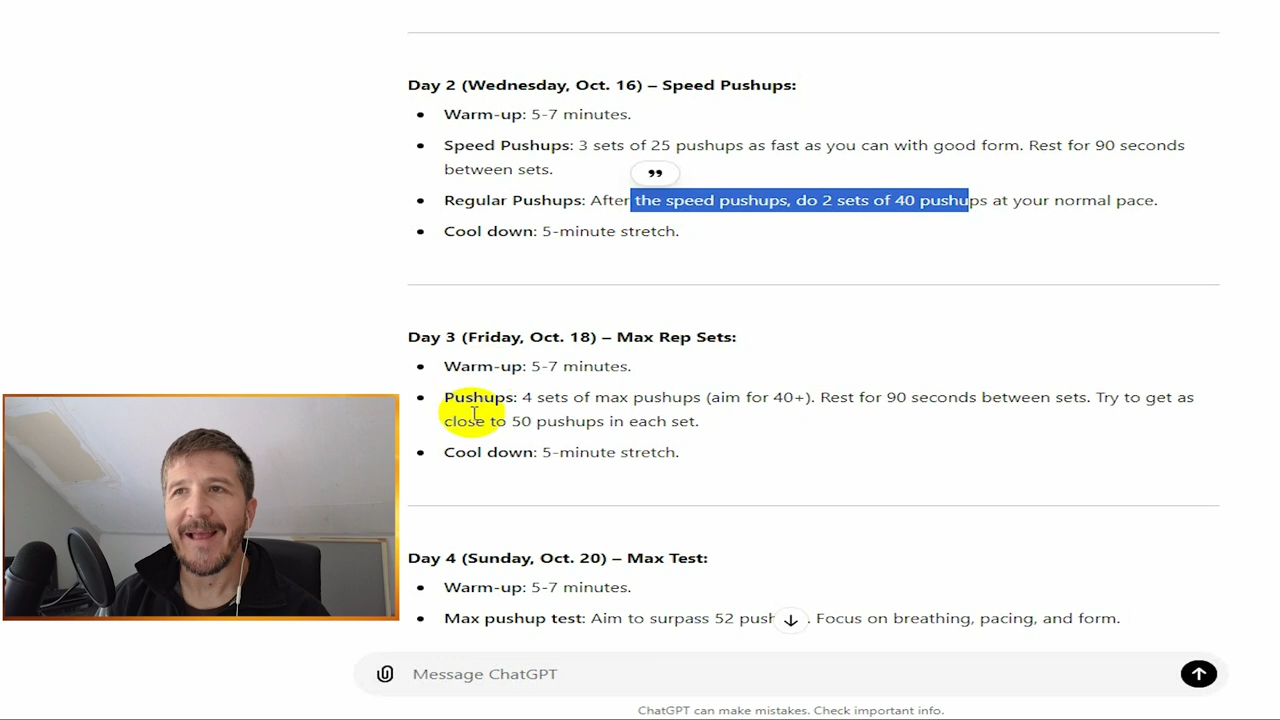 Day 2 (Wednesday, Oct. 16) – Speed Pushups:
• Warm-up: 5-7 minutes.
• Speed Pushups: 3 sets of 25 pushups as fast as you can with good form. Rest for 90 seconds
between sets.
• Regular Pushups: After the speed pushups, do 2 sets of 40 pushups at your normal pace.
• Cool down: 5-minute stretch.
Day 3 (Friday, Oct. 18) – Max Rep Sets:
• Warm-up: 5-7 minutes.
• Pushups: 4 sets of max pushups (aim for 40+). Rest for 90 seconds between sets. Try to get as
close to 50 pushups in each set.
• Cool down: 5-minute stretch.
Day 4 (Sunday, Oct. 20) – Max Test:
• Warm-up: 5-7 minutes.
• Max pushup test: Aim to surpass 52 . Focus on breathing, pacing, and form.
Message ChatGPT
ChatGPT can make mistakes. Check important info.